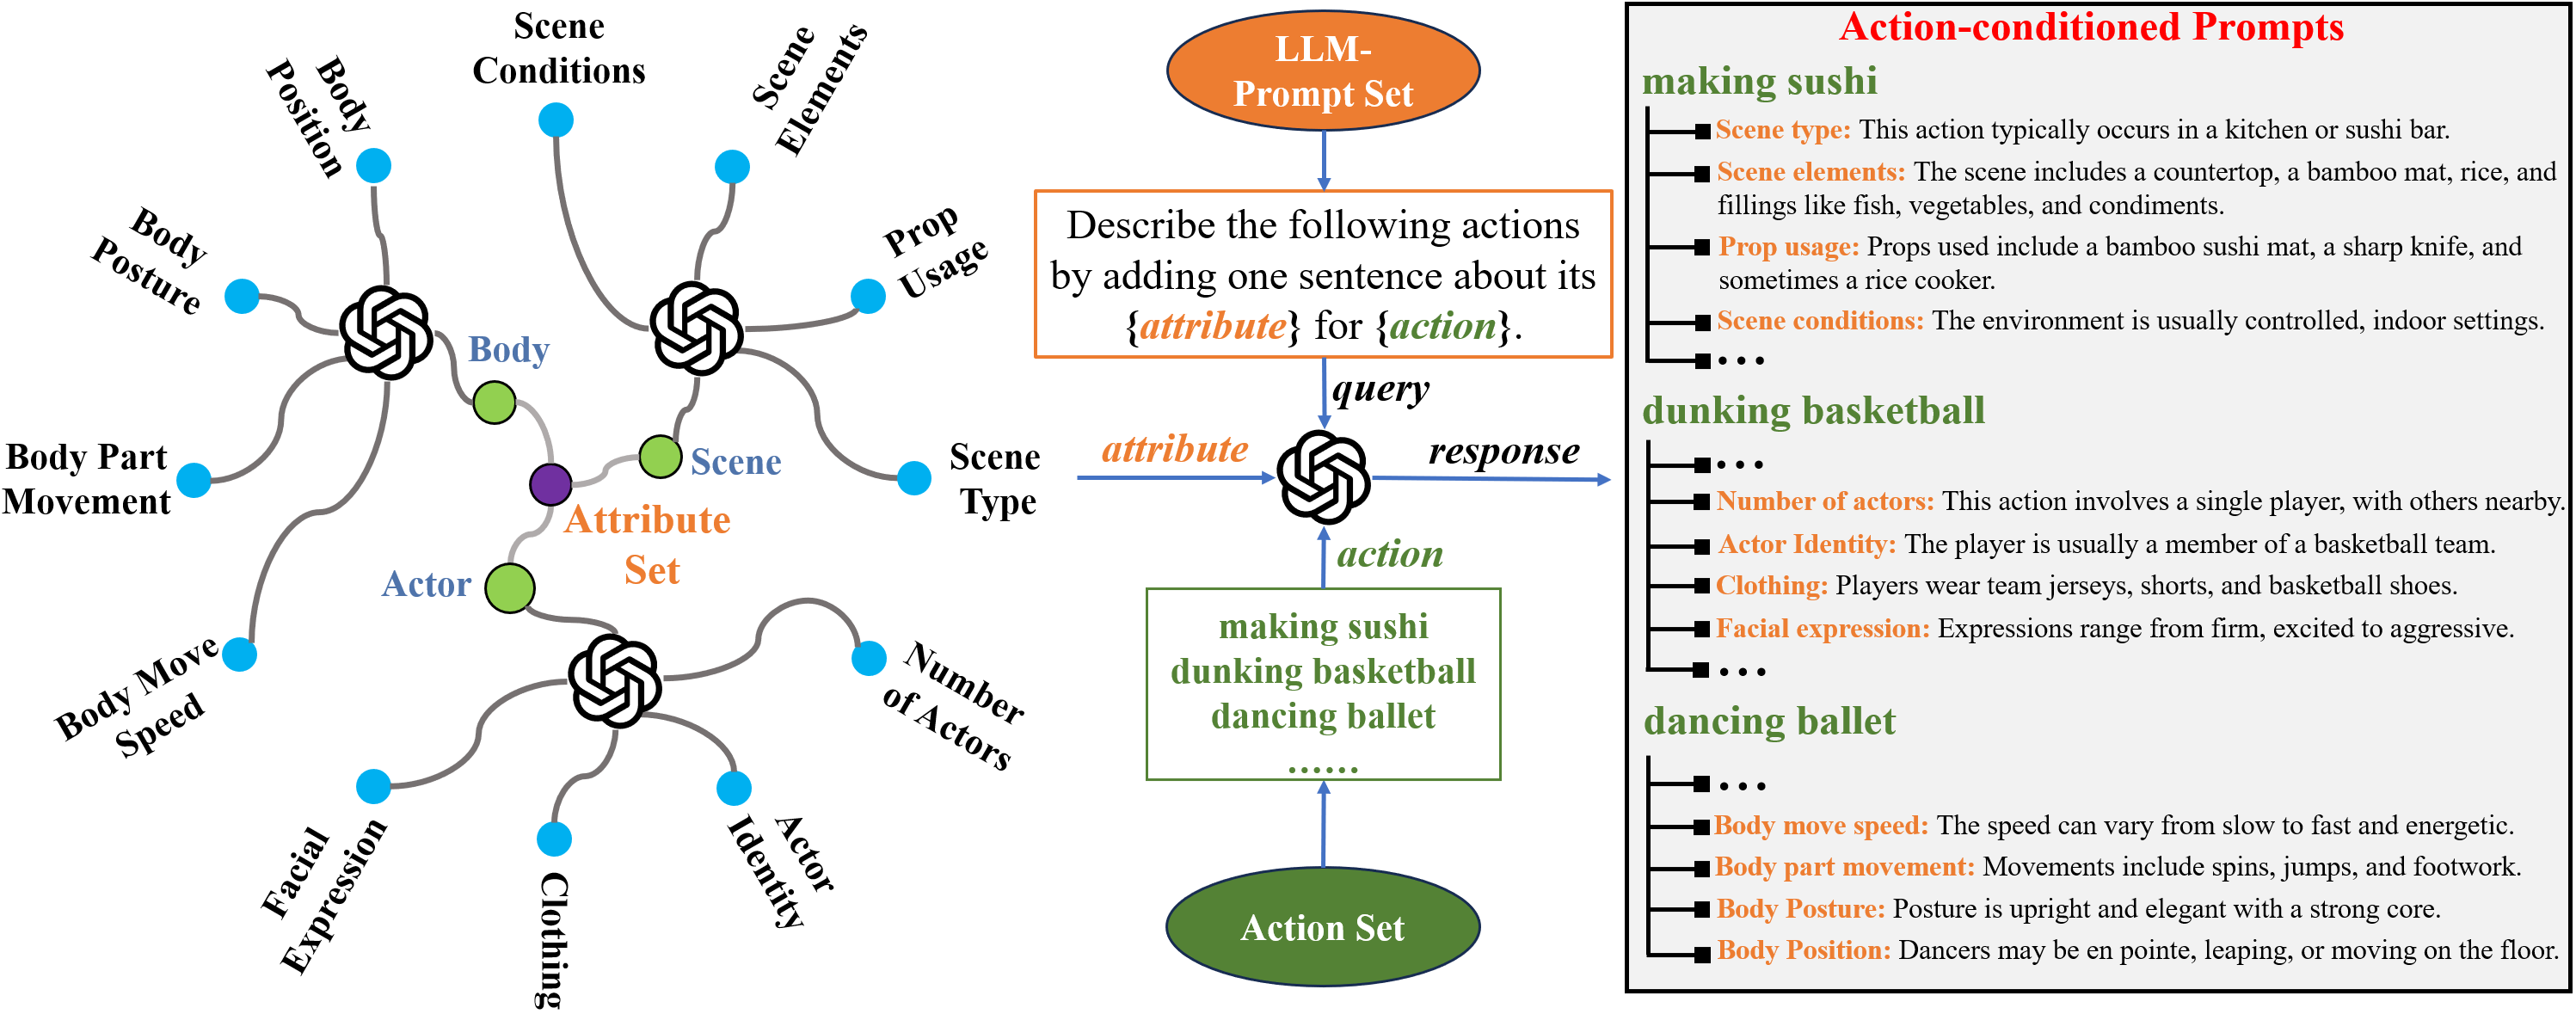 Scene
Conditions
Scene
Elements
Body
Position
Body
Posture
Prop
Usage
Body
Scene
Body Part
Movement
Scene
Type
Attribute
Set
Actor
Body Move
Speed
Number
of Actors
Facial
Expression
Clothing
Actor
Identity
LLM-
Prompt Set
Describe the following actions
by adding one sentence about its
{attribute} for {action}.
query
attribute
response
action
making sushi
dunking basketball
dancing ballet
......
Action Set
Action-conditioned Prompts
making sushi
Scene type: This action typically occurs in a kitchen or sushi bar.
Scene elements: The scene includes a countertop, a bamboo mat, rice, and
fillings like fish, vegetables, and condiments.
Prop usage: Props used include a bamboo sushi mat, a sharp knife, and
sometimes a rice cooker.
Scene conditions: The environment is usually controlled, indoor settings.
...
dunking basketball
...
Number of actors: This action involves a single player, with others nearby.
Actor Identity: The player is usually a member of a basketball team.
Clothing: Players wear team jerseys, shorts, and basketball shoes.
Facial expression: Expressions range from firm, excited to aggressive.
...
dancing ballet
...
Body move speed: The speed can vary from slow to fast and energetic.
Body part movement: Movements include spins, jumps, and footwork.
Body Posture: Posture is upright and elegant with a strong core.
Body Position: Dancers may be en pointe, leaping, or moving on the floor.